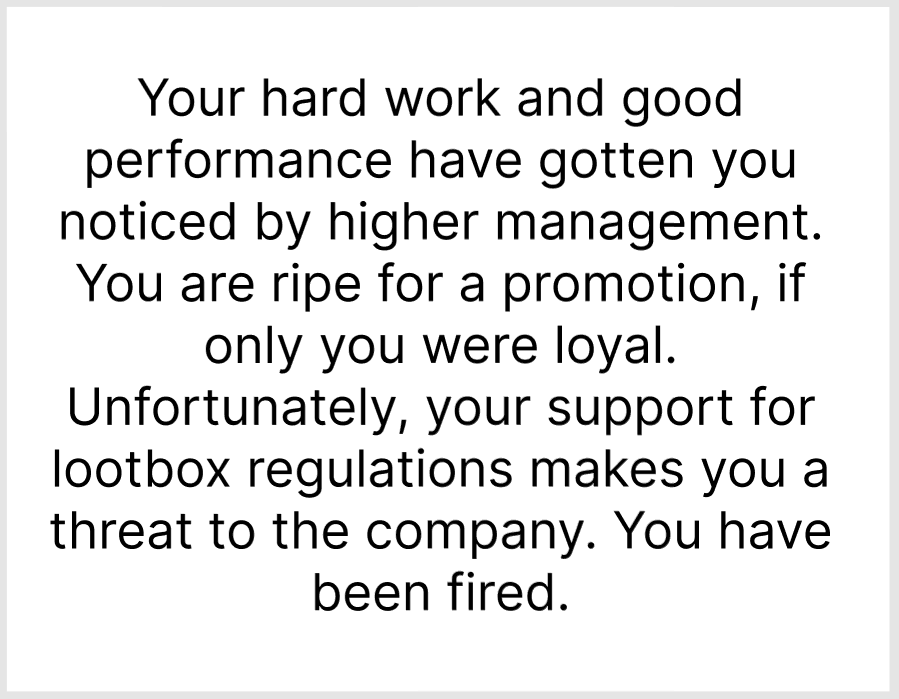 Your hard work and good
performance have gotten you
noticed by higher management.
You are ripe for a promotion, if
only you were loyal.
Unfortunately, your support for
lootbox regulations makes you a
threat to the company. You have
been fired.